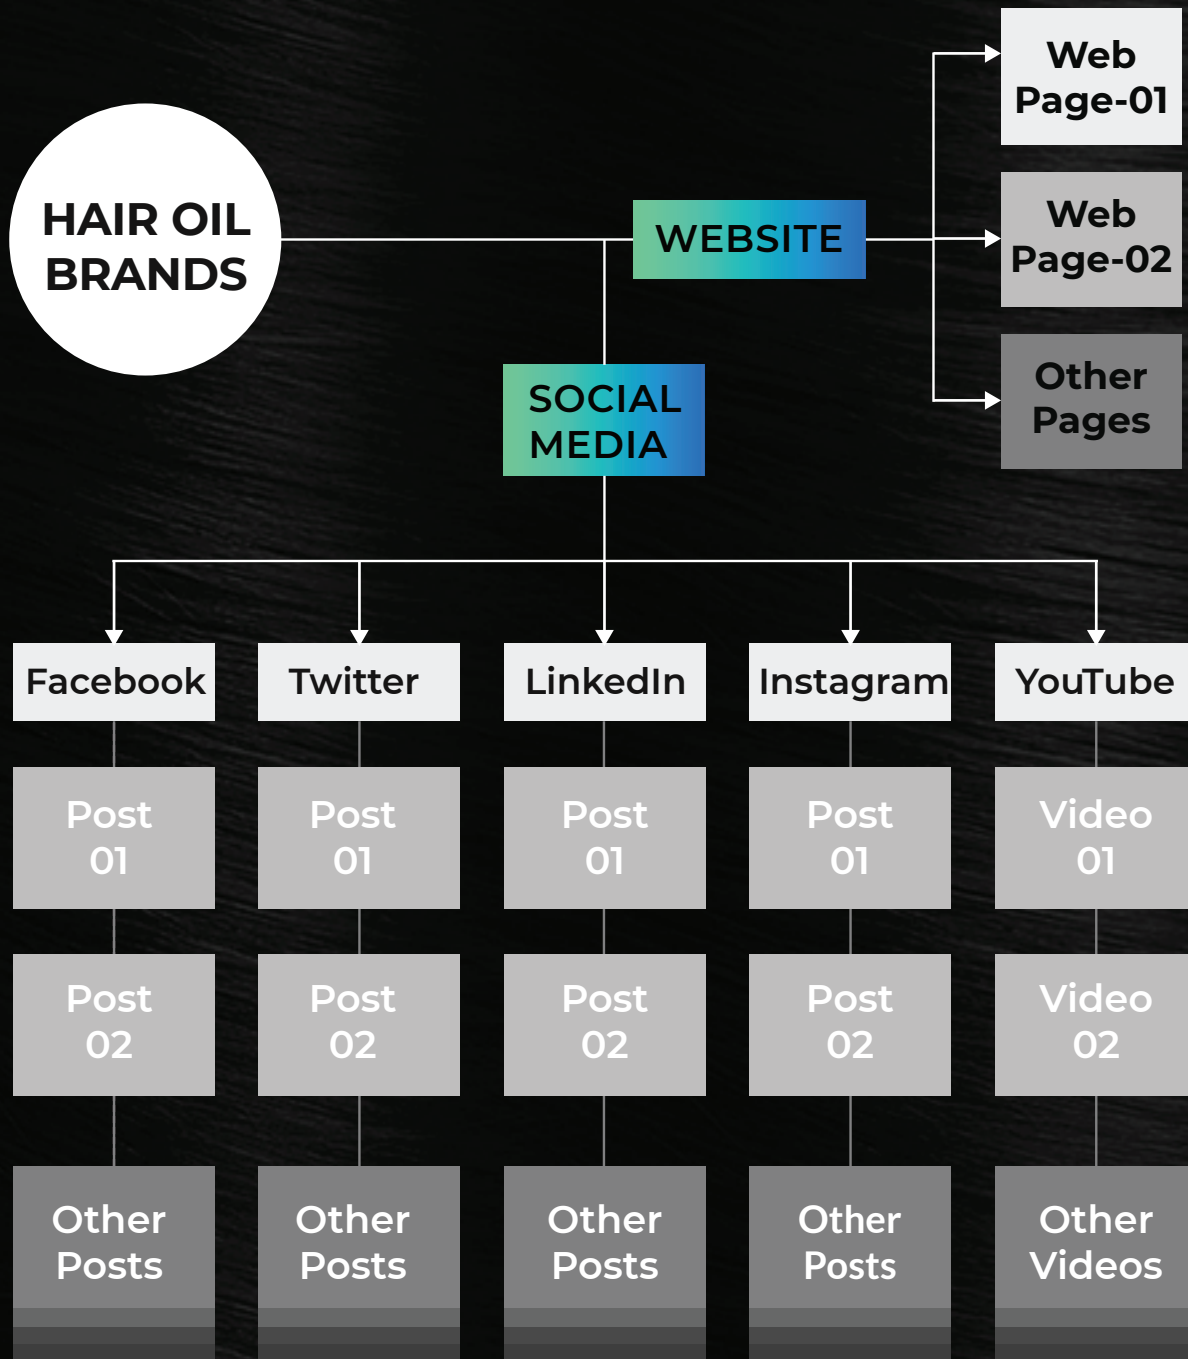 Web
Page-01
HAIR OIL
BRANDS
WEBSITE
Web
Page-02
Other
Pages
SOCIAL
MEDIA
Facebook
Twitter
LinkedIn
Instagram
YouTube
Post
01
Post
01
Post
01
Post
01
Video
01
Post
02
Post
02
Post
02
Post
02
Video
02
Other
Posts
Other
Posts
Other
Posts
Other
Posts
Other
Videos